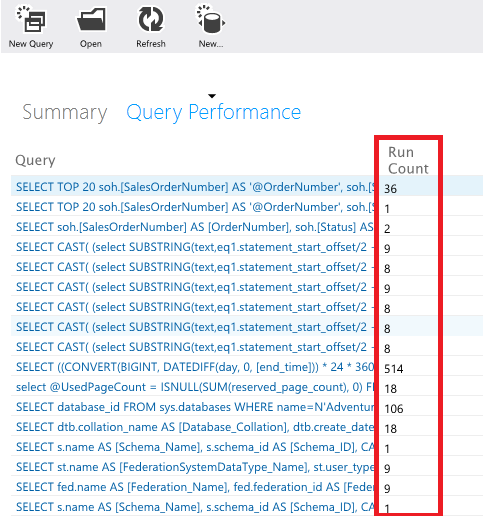 New Query Open Refresh New...
Summary Query Performance
Query Run Count
SELECT TOP 20 soh.[SalesOrderNumber] AS '@OrderNumber', soh.[S 36
SELECT TOP 20 soh.[SalesOrderNumber] AS '@OrderNumber', soh.[S 1
SELECT soh.[SalesOrderNumber] AS [OrderNumber], soh.[Status] AS 2
SELECT CAST( (select SUBSTRING(text,eq1.statement_start_offset/2 - 9
SELECT CAST( (select SUBSTRING(text,eq1.statement_start_offset/2 - 8
SELECT CAST( (select SUBSTRING(text,eq1.statement_start_offset/2 - 9
SELECT CAST( (select SUBSTRING(text,eq1.statement_start_offset/2 - 8
SELECT CAST( (select SUBSTRING(text,eq1.statement_start_offset/2 - 8
SELECT CAST( (select SUBSTRING(text,eq1.statement_start_offset/2 - 8
SELECT ((CONVERT(BIGINT, DATEDIFF(day, 0, [end_time])) * 24 * 360 514
select @UsedPageCount = ISNULL(SUM(reserved_page_count), 0) F 18
SELECT database_id FROM sys.databases WHERE name=N'Adventur 106
SELECT dtb.collation_name AS [Database_Collation], dtb.create_date 18
SELECT s.name AS [Schema_Name], s.schema_id AS [Schema_ID], CA 1
SELECT st.name AS [FederationSystemDataType_Name], st.user_type 9
SELECT fed.name AS [Federation_Name], fed.federation_id AS [Feder 9
SELECT s.name AS [Schema_Name], s.schema_id AS [Schema_ID], CA 1